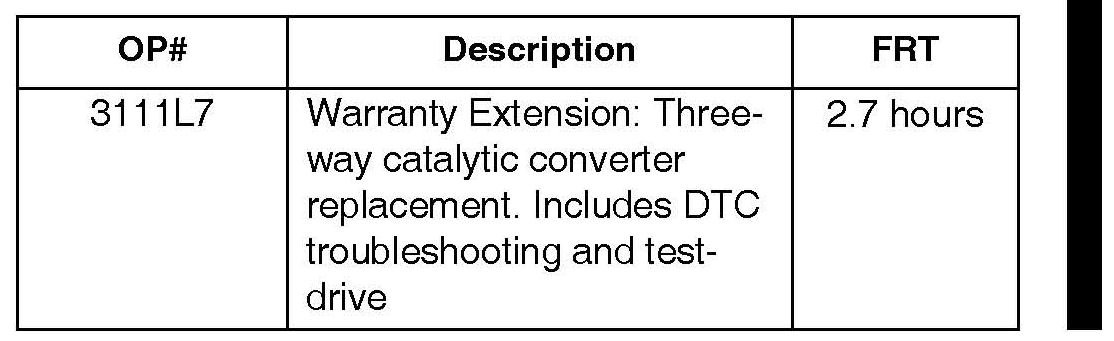 OP# Description FRT
3111L7 Warranty Extension: Three- 2.7 hours
way catalytic converter
replacement. Includes DTC
troubleshooting and test-
drive